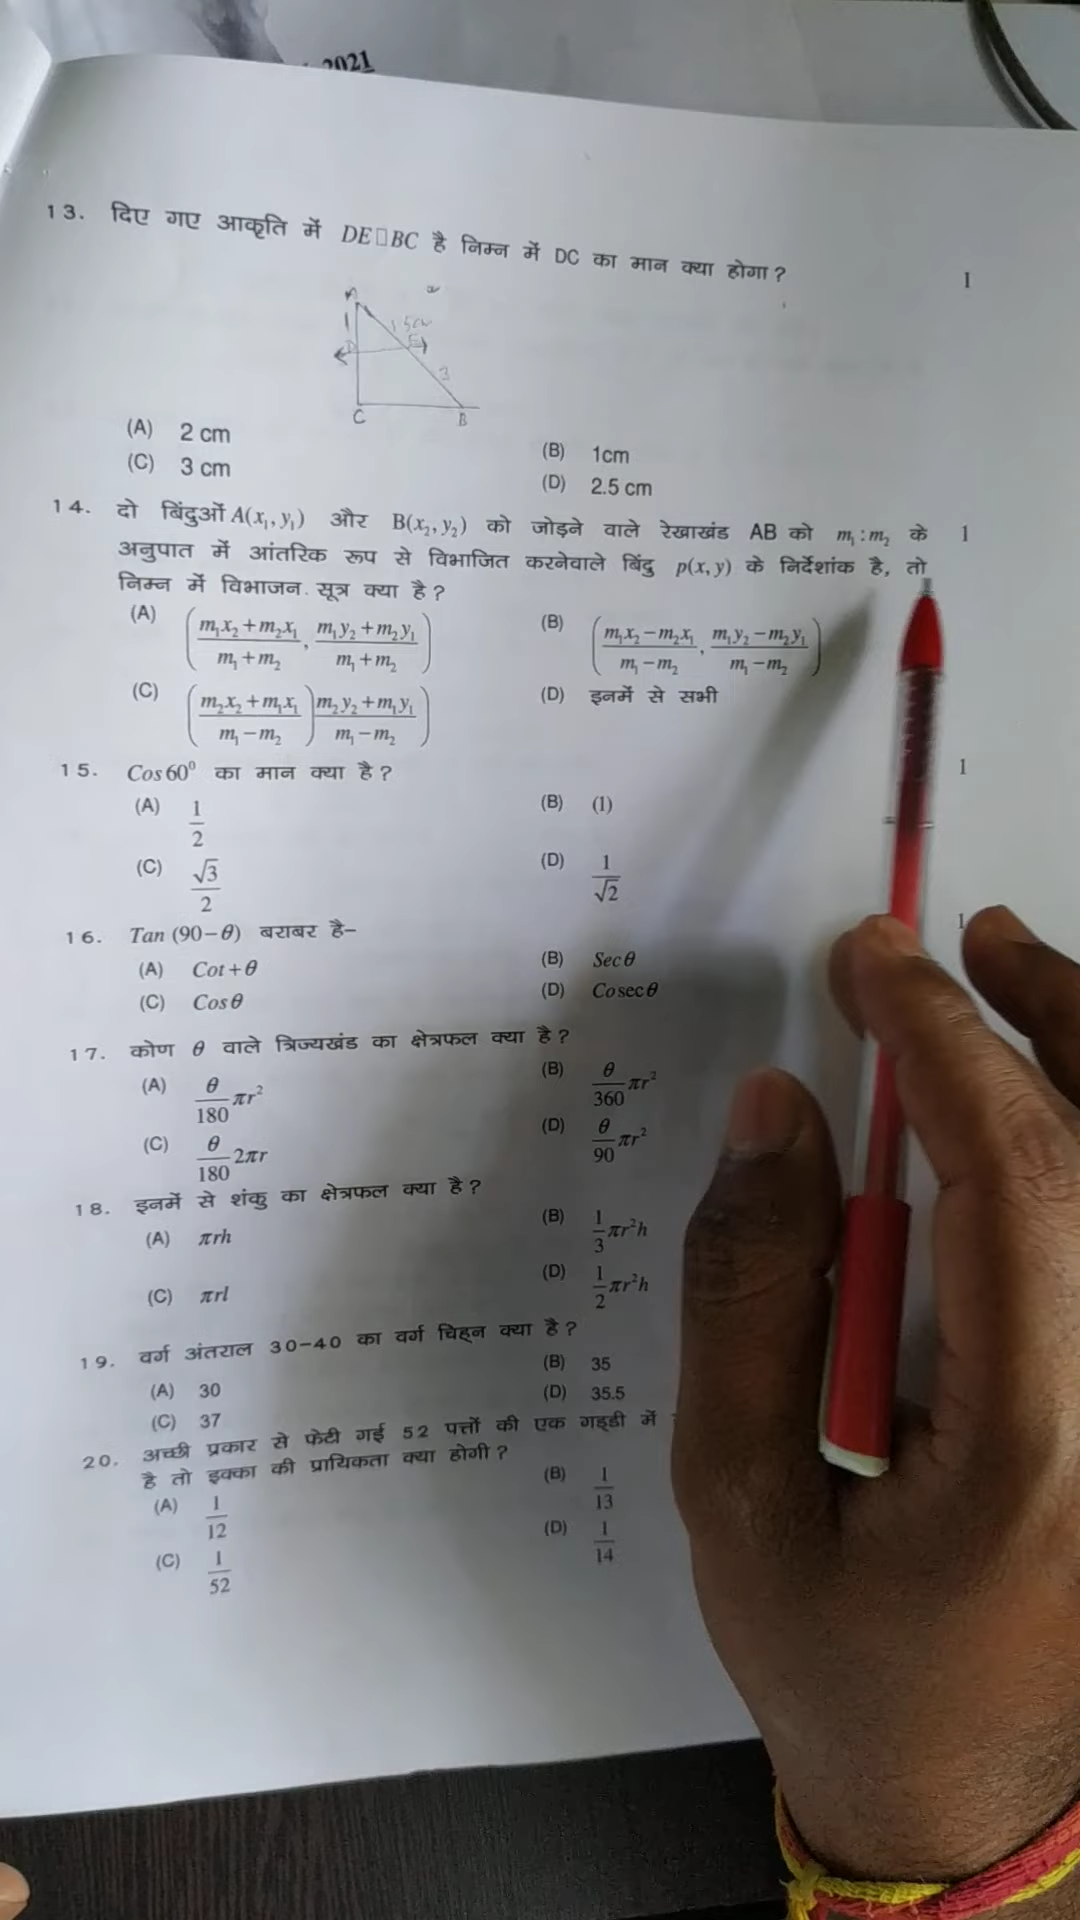 2021
13. दिए गए आकृति में DE□BC है निम्न में DC का मान क्या होगा ? 1
A
1
1.5cm
D E
3
C B
(A) 2 cm (B) 1cm
(C) 3 cm (D) 2.5 cm
14. दो बिंदुओं A(x₁, y₁) और B(x₂, y₂) को जोड़ने वाले रेखाखंड AB को m₁ : m₂ के 1
अनुपात में आंतरिक रूप से विभाजित करनेवाले बिंदु p(x, y) के निर्देशांक है, तो
निम्न में विभाजन सूत्र क्या है ?
(A) ((m₁x₂+m₂x₁)/(m₁+m₂), (m₁y₂+m₂y₁)/(m₁+m₂)) (B) ((m₁x₂−m₂x₁)/(m₁−m₂), (m₁y₂−m₂y₁)/(m₁−m₂))
(C) ((m₂x₂+m₁x₁)/(m₁−m₂))((m₂y₂+m₁y₁)/(m₁−m₂)) (D) इनमें से सभी
15. Cos 60⁰ का मान क्या है ? 1
(A) 1/2 (B) (1)
(C) √3/2 (D) 1/√2
16. Tan (90−θ) बराबर है– 1
(A) Cot+θ (B) Sec θ
(C) Cos θ (D) Cosec θ
17. कोण θ वाले त्रिज्यखंड का क्षेत्रफल क्या है ?
(A) θ/180 πr² (B) θ/360 πr²
(C) θ/180 2πr (D) θ/90 πr²
18. इनमें से शंकु का क्षेत्रफल क्या है ?
(A) πrh (B) 1/3 πr²h
(C) πrl (D) 1/2 πr²h
19. वर्ग अंतराल 30–40 का वर्ग चिह्न क्या है ?
(A) 30 (B) 35
(C) 37 (D) 35.5
20. अच्छी प्रकार से फेटी गई 52 पत्तों की एक गड्डी में
है तो इक्का की प्रायिकता क्या होगी ?
(A) 1/12 (B) 1/13
(C) 1/52 (D) 1/14